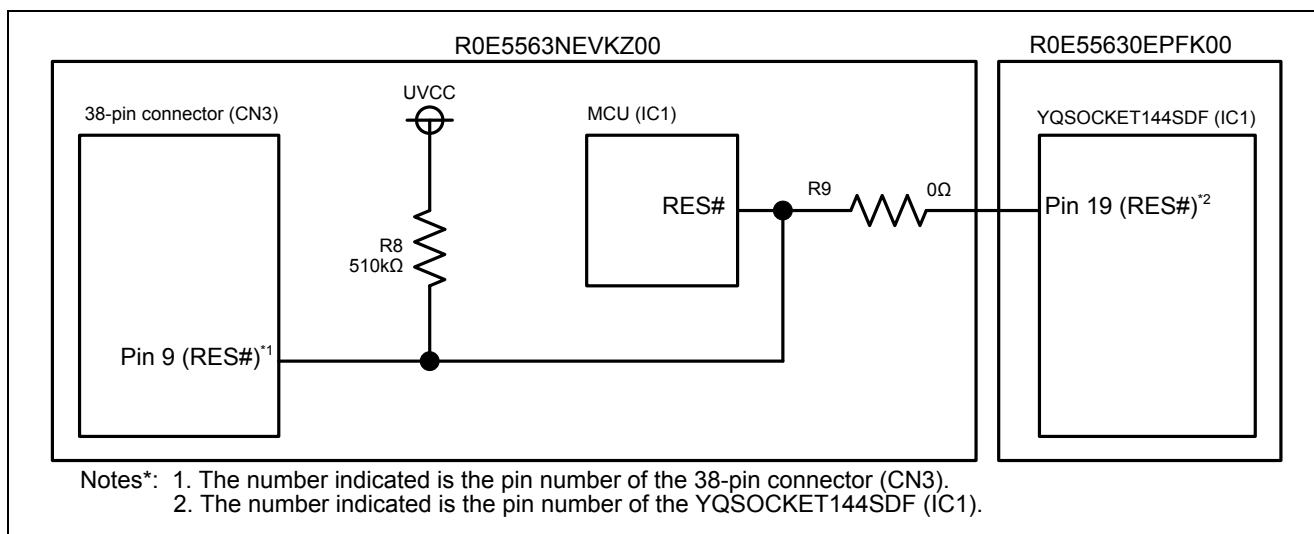 R0E5563NEVKZ00
R0E55630EPFK00
38-pin connector (CN3)
UVCC
MCU (IC1)
YQSOCKET144SDF (IC1)
RES#
R9
0Ω
Pin 19 (RES#)*2
R8
510kΩ
Pin 9 (RES#)*1
Notes*: 1. The number indicated is the pin number of the 38-pin connector (CN3).
2. The number indicated is the pin number of the YQSOCKET144SDF (IC1).